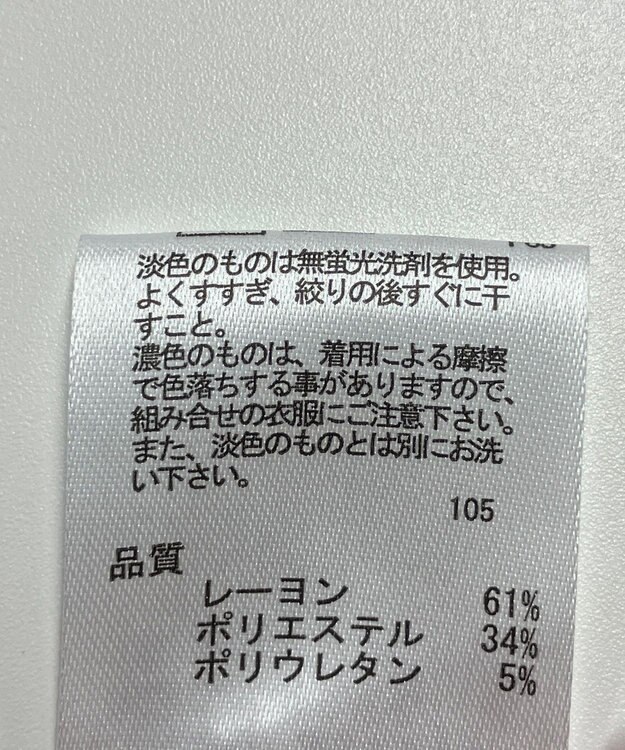 淡色のものは無蛍光洗剤を使用。
よくすすぎ、絞りの後すぐに干
すこと。
濃色のものは、着用による摩擦
で色落ちする事がありますので、
組み合せの衣服にご注意下さい。
また、淡色のものとは別にお洗
い下さい。
105
品質
レーヨン 61%
ポリエステル 34%
ポリウレタン 5%